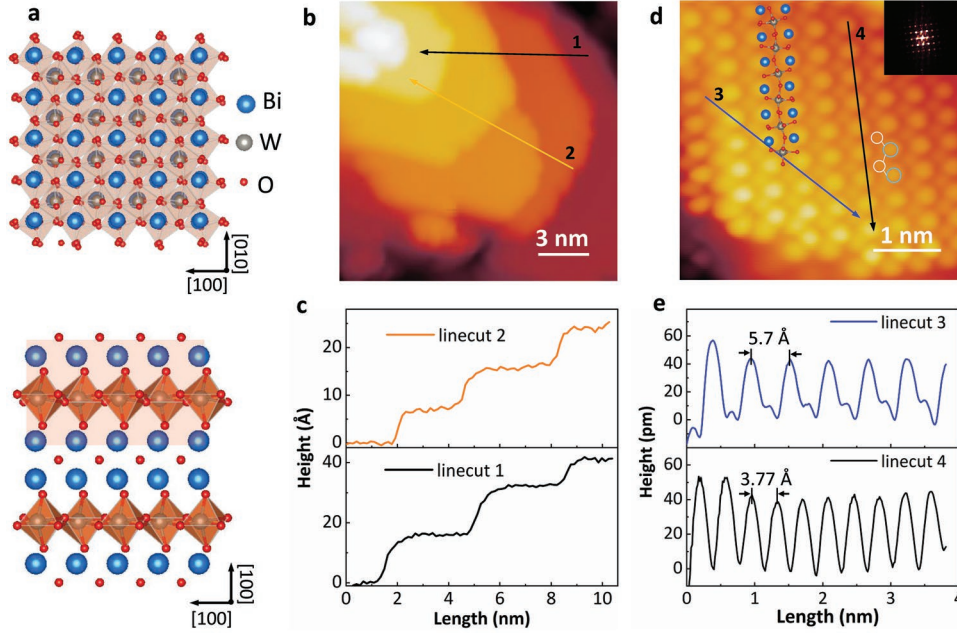 a
Bi
W
O
[010]
[100]
[100]
[100]
b
1
2
3 nm
c
linecut 2
20
10
0
Height (Å)
linecut 1
40
20
0
0 2 4 6 8 10
Length (nm)
d
4
3
1 nm
e
linecut 3
5.7 Å
60
40
20
0
Height (pm)
linecut 4
3.77 Å
60
40
20
0
0 1 2 3 4
Length (nm)